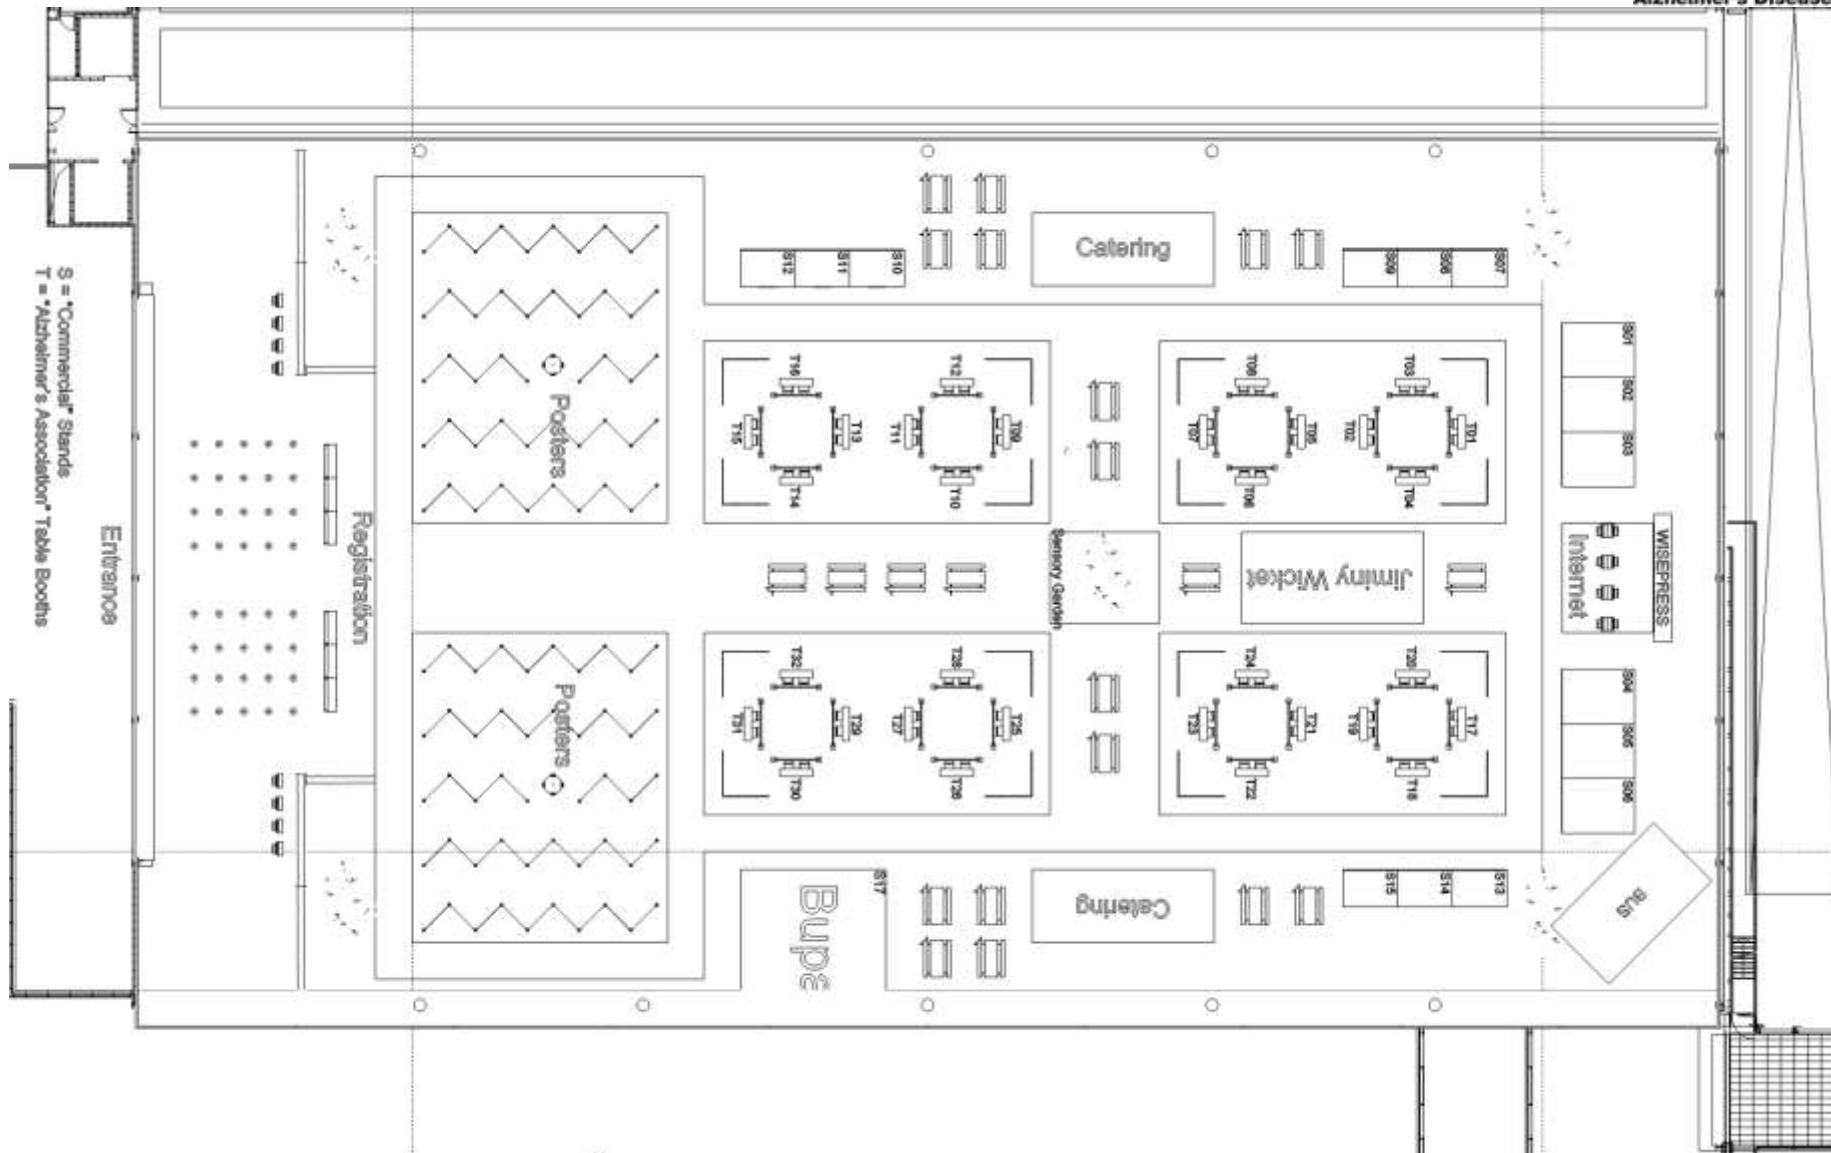 Alzheimer's Disease
S = "Commercial" Stands
T = "Alzheimer's Association" Table Booths
Entrance
Registration
Posters
Posters
Catering
S12
S11
S10
S09
S08
S07
S01
S02
S03
T16
T12
T15
T13
T11
T09
T14
T10
T08
T03
T07
T05
T02
T01
T06
T04
Sensory Garden
Jiminy Wicket
Internet
WISEPRESS
T32
T28
T31
T29
T27
T25
T30
T26
T24
T20
T23
T21
T19
T17
T22
T18
S04
S05
S06
Bupa
S17
Catering
S15
S14
S13
BUS